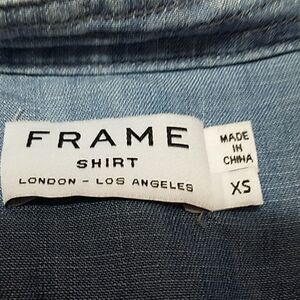 FRAME
SHIRT
LONDON - LOS ANGELES
MADE
IN
CHINA
XS